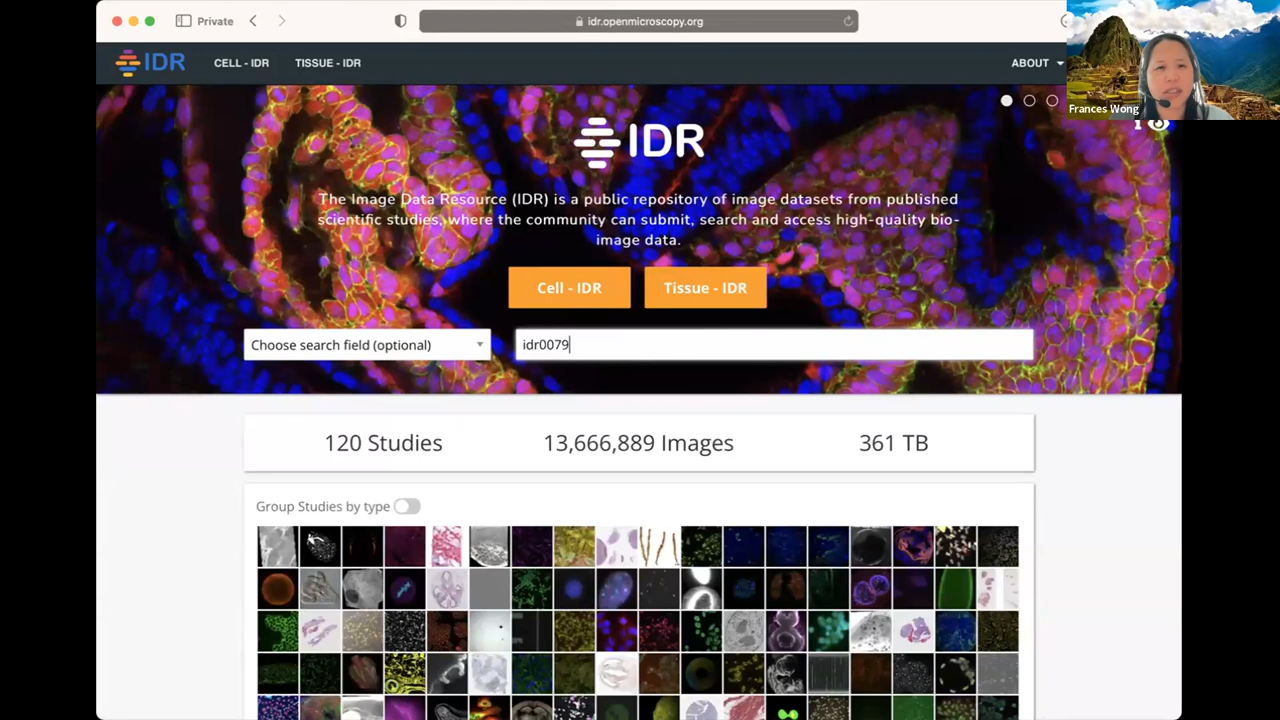 Private
idr.openmicroscopy.org
IDR
CELL - IDR
TISSUE - IDR
ABOUT
Frances Wong
IDR
The Image Data Resource (IDR) is a public repository of image datasets from published
scientific studies, where the community can submit, search and access high-quality bio-
image data.
Cell - IDR
Tissue - IDR
Choose search field (optional)
idr0079
120 Studies
13,666,889 Images
361 TB
Group Studies by type